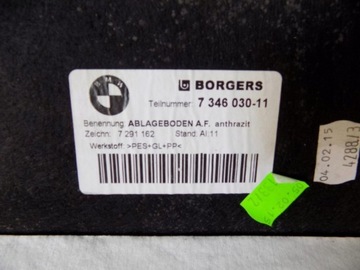 BMW
BORGERS
Teilnummer: 7 346 030-11
Benennung: ABLAGEBODEN A.F. anthrazit
Zeichn: 7 291 162 Stand: AI:11
Werkstoff: >PES+GL+PP<
04.02.15